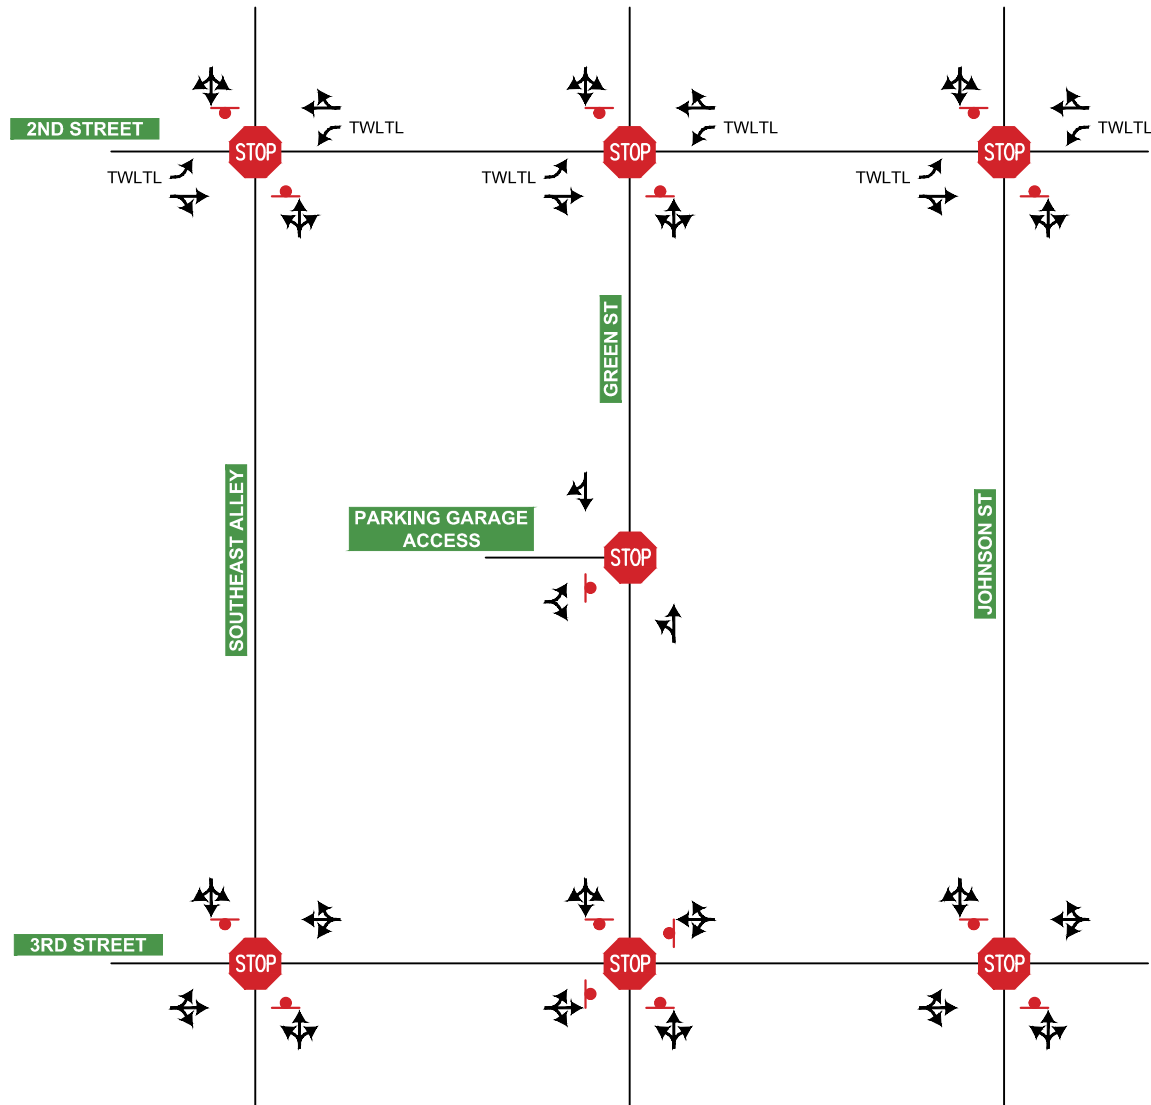 2ND STREET
TWLTL
TWLTL
TWLTL
STOP
STOP
STOP
TWLTL
TWLTL
TWLTL
GREEN ST
SOUTHEAST ALLEY
PARKING GARAGE
ACCESS
STOP
JOHNSON ST
3RD STREET
STOP
STOP
STOP